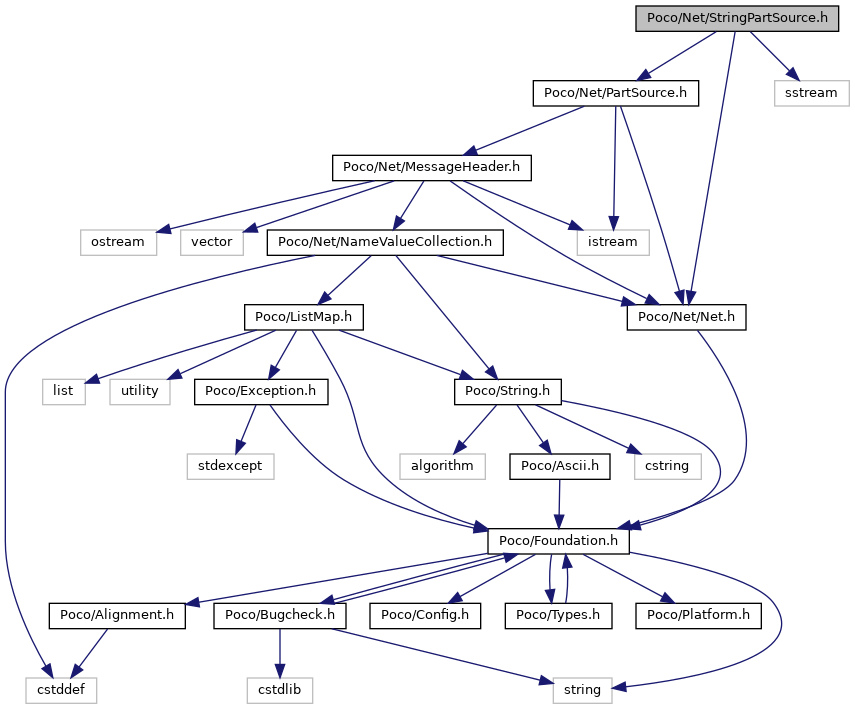 Poco/Net/StringPartSource.h
Poco/Net/PartSource.h
sstream
Poco/Net/MessageHeader.h
ostream
vector
Poco/Net/NameValueCollection.h
istream
Poco/ListMap.h
Poco/Net/Net.h
list
utility
Poco/Exception.h
Poco/String.h
stdexcept
algorithm
Poco/Ascii.h
cstring
Poco/Foundation.h
Poco/Alignment.h
Poco/Bugcheck.h
Poco/Config.h
Poco/Types.h
Poco/Platform.h
cstddef
cstdlib
string